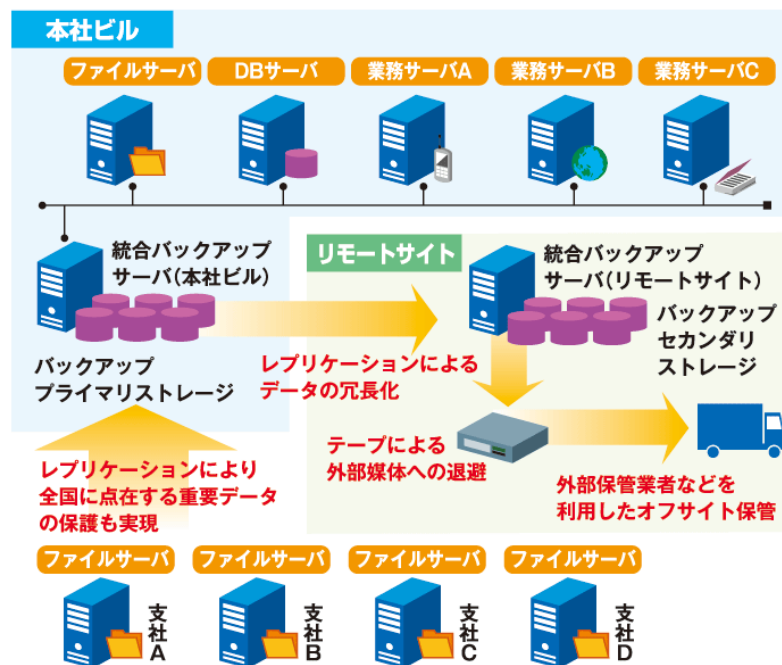 本社ビル
ファイルサーバ
DBサーバ
業務サーバA
業務サーバB
業務サーバC
統合バックアップ
サーバ(本社ビル)
バックアップ
プライマリストレージ
リモートサイト
統合バックアップ
サーバ(リモートサイト)
バックアップ
セカンダリ
ストレージ
レプリケーションによる
データの冗長化
テープによる
外部媒体への退避
外部保管業者などを
利用したオフサイト保管
レプリケーションにより
全国に点在する重要データ
の保護も実現
ファイルサーバ
支社A
ファイルサーバ
支社B
ファイルサーバ
支社C
ファイルサーバ
支社D